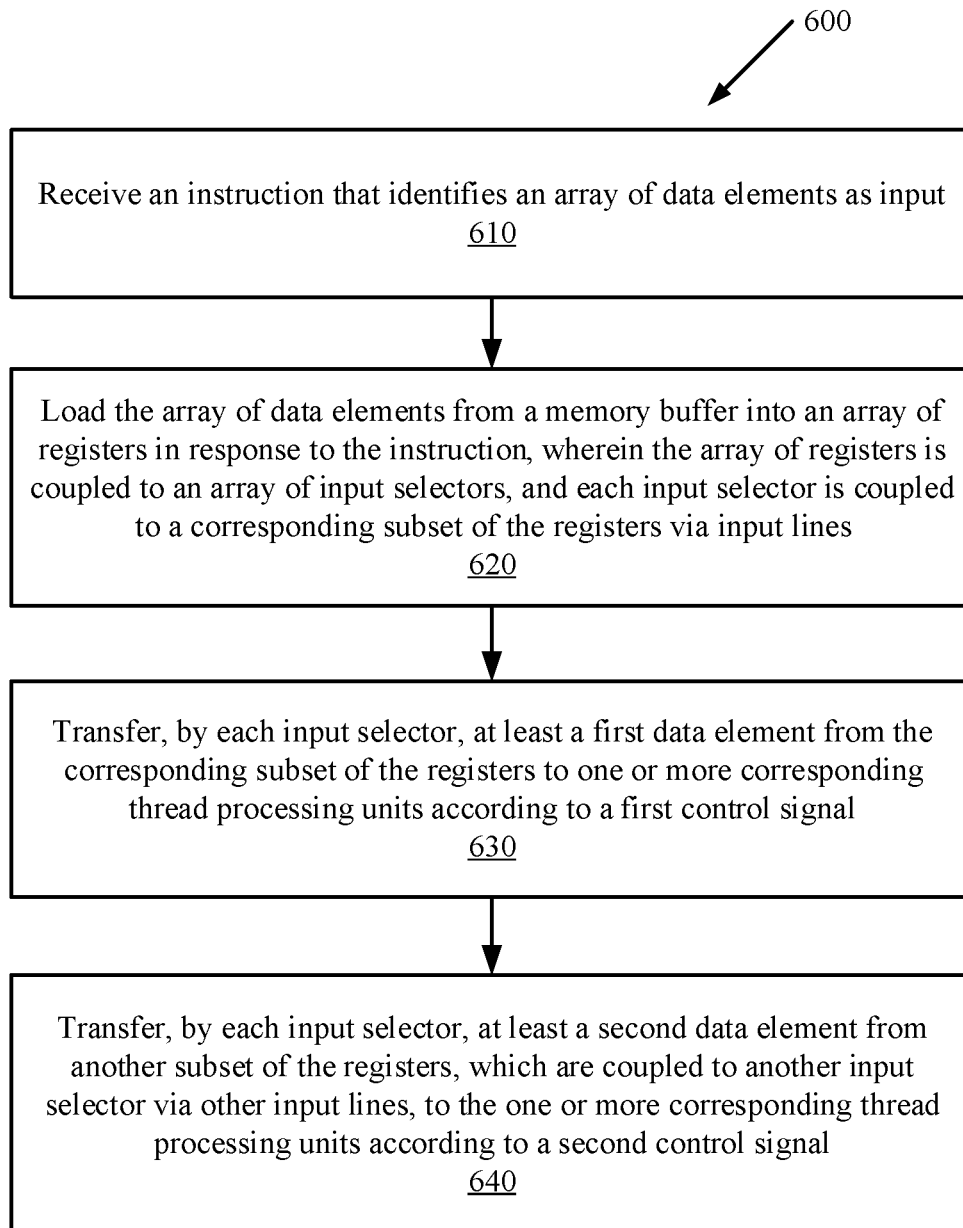 600
Receive an instruction that identifies an array of data elements as input
610
Load the array of data elements from a memory buffer into an array of
registers in response to the instruction, wherein the array of registers is
coupled to an array of input selectors, and each input selector is coupled
to a corresponding subset of the registers via input lines
620
Transfer, by each input selector, at least a first data element from the
corresponding subset of the registers to one or more corresponding
thread processing units according to a first control signal
630
Transfer, by each input selector, at least a second data element from
another subset of the registers, which are coupled to another input
selector via other input lines, to the one or more corresponding thread
processing units according to a second control signal
640